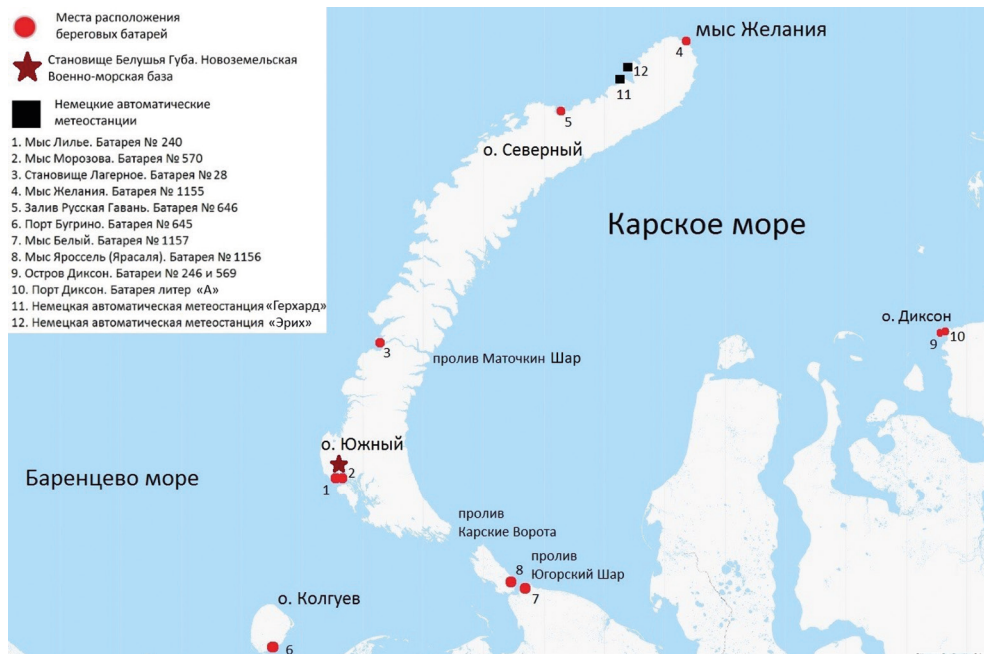 Места расположения
береговых батарей
Становище Белушья Губа. Новоземельская
Военно-морская база
Немецкие автоматические
метеостанции
1. Мыс Лилье. Батарея № 240
2. Мыс Морозова. Батарея № 570
3. Становище Лагерное. Батарея № 28
4. Мыс Желания. Батарея № 1155
5. Залив Русская Гавань. Батарея № 646
6. Порт Бугрино. Батарея № 645
7. Мыс Белый. Батарея № 1157
8. Мыс Яроссель (Ярасаля). Батарея № 1156
9. Остров Диксон. Батареи № 246 и 569
10. Порт Диксон. Батарея литер «А»
11. Немецкая автоматическая метеостанция «Герхард»
12. Немецкая автоматическая метеостанция «Эрих»
мыс Желания
4
12
11
5
о. Северный
Карское море
о. Диксон
9
10
3
пролив Маточкин Шар
о. Южный
2
1
Баренцево море
пролив
Карские Ворота
пролив
Югорский Шар
8
7
о. Колгуев
6